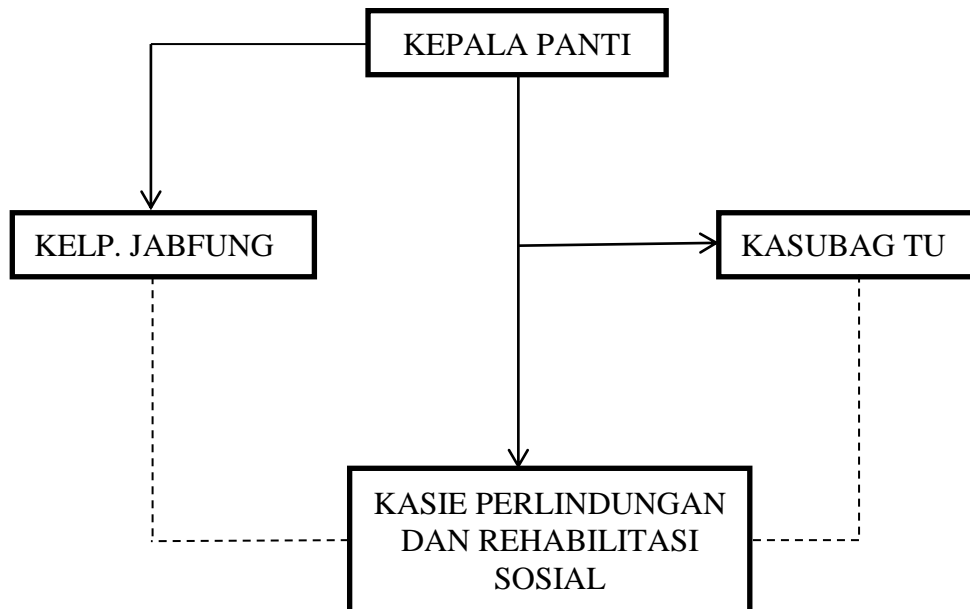 KEPALA PANTI
KELP. JABFUNG
KASUBAG TU
KASIE PERLINDUNGAN
DAN REHABILITASI
SOSIAL